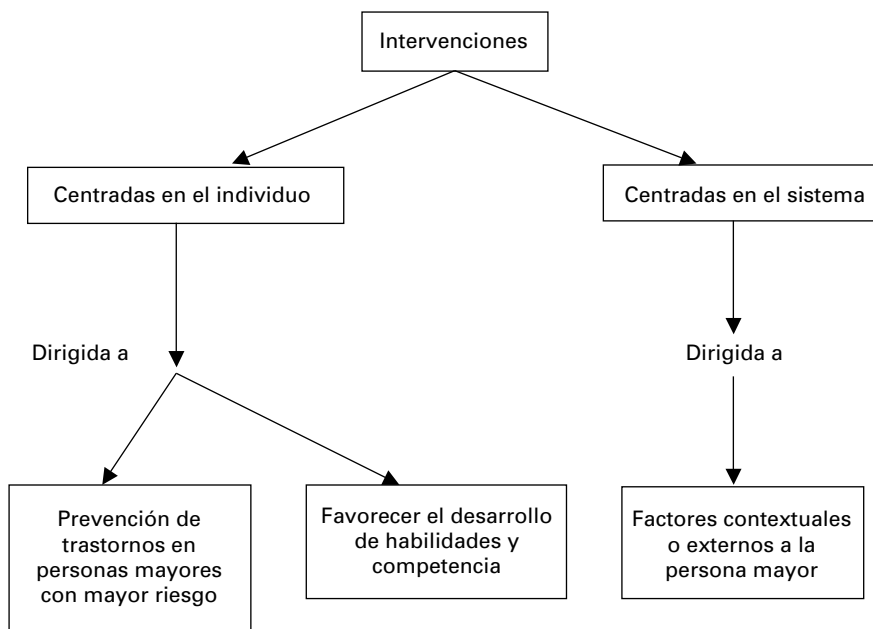 Intervenciones
Centradas en el individuo
Centradas en el sistema
Dirigida a
Dirigida a
Prevención de
trastornos en
personas mayores
con mayor riesgo
Favorecer el desarrollo
de habilidades y
competencia
Factores contextuales
o externos a la
persona mayor